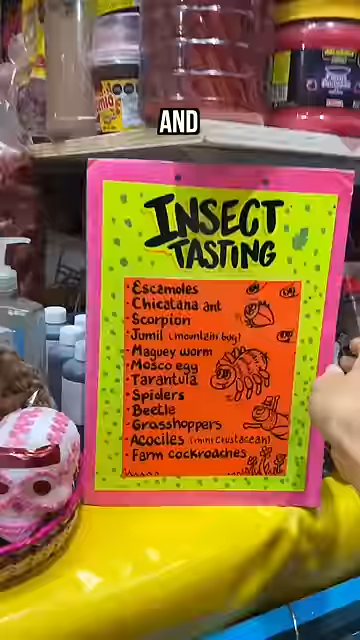 AND
INSECT
TASTING
• Escamoles
• Chicatana ant
• Scorpion
• Jumil (mountain bug)
• Maguey worm
• Mosco egg
• Tarantula
• Spiders
• Beetle
• Grasshoppers
• Acociles (mini crustacean)
• Farm cockroaches